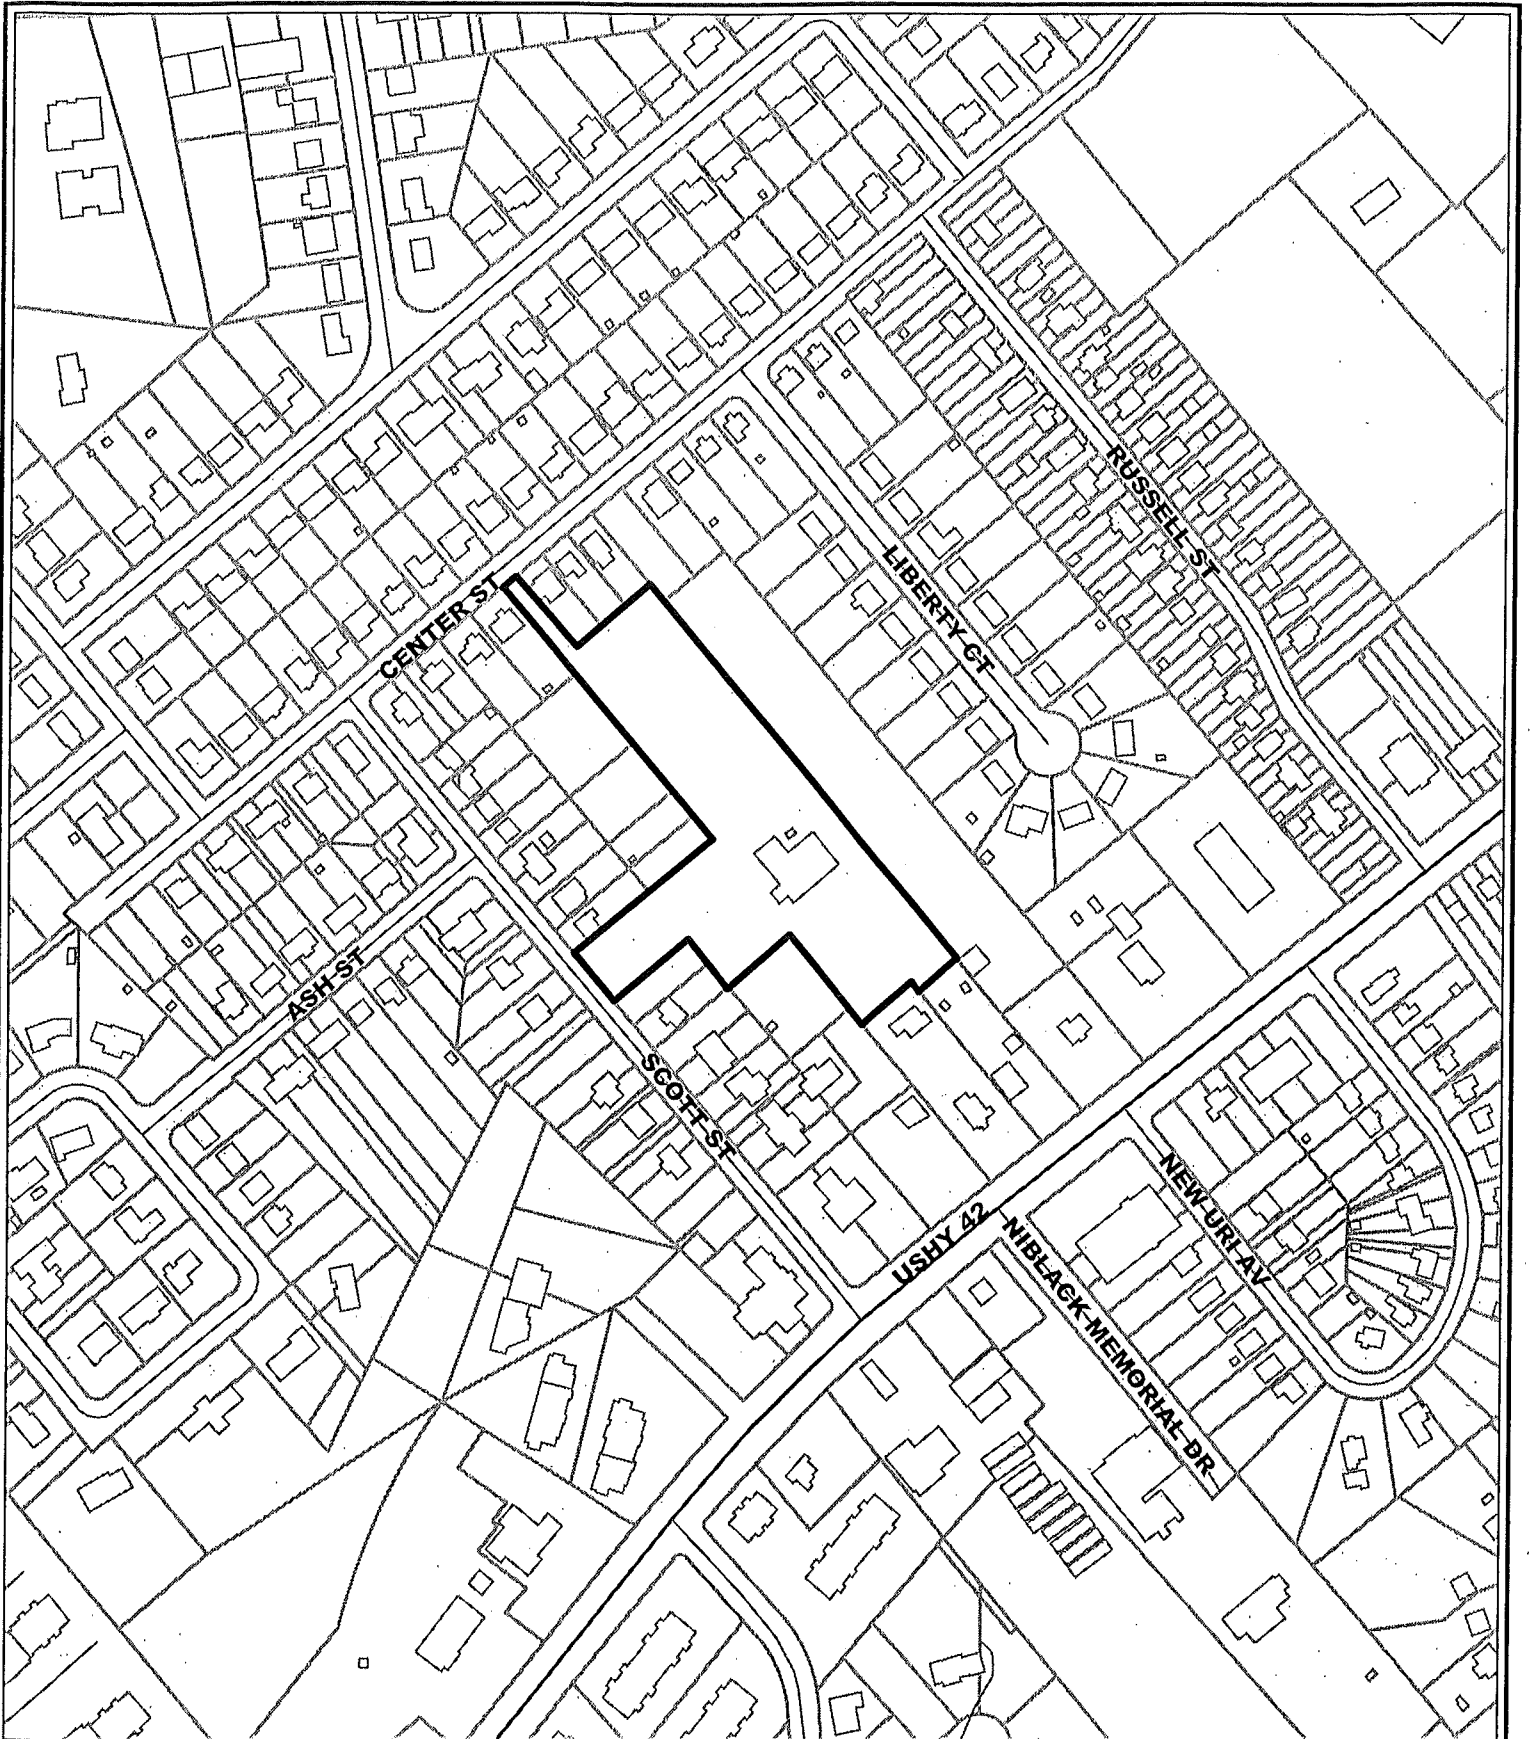 RUSSELL ST
LIBERTY CT
CENTER ST
ASH ST
SCOTT ST
NEW URI AV
USHY 42
NIBLACK MEMORIAL DR